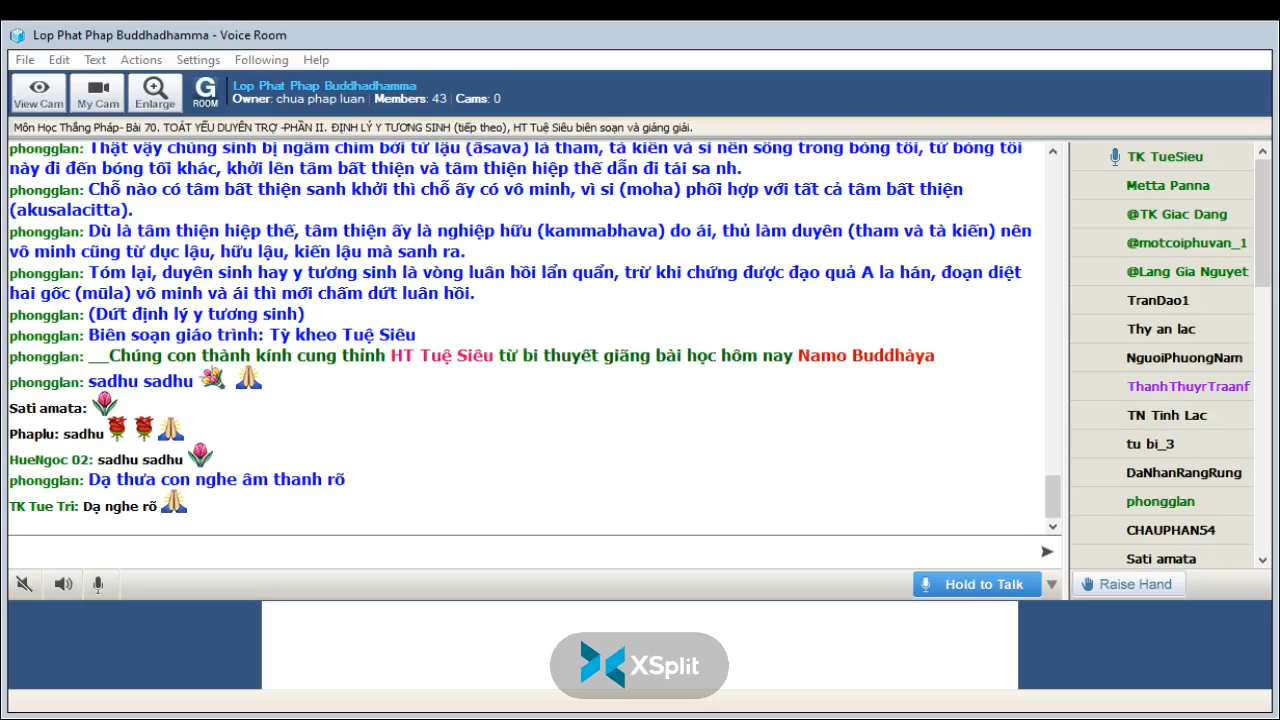 Lop Phat Phap Buddhadhamma - Voice Room
File Edit Text Actions Settings Following Help
View Cam My Cam Enlarge G ROOM
Lop Phat Phap Buddhadhamma
Owner: chua phap luan | Members: 43 | Cams: 0
Môn Học Thắng Pháp- Bài 70. TOÁT YẾU DUYÊN TRỢ -PHẦN II. ĐỊNH LÝ Y TƯƠNG SINH (tiếp theo), HT Tuệ Siêu biên soạn và giảng giải.
phongglan: Thật vậy chúng sinh bị ngâm chìm bởi tứ lậu (āsava) là tham, tà kiến và si nên sống trong bóng tối, từ bóng tối
này đi đến bóng tối khác, khởi lên tâm bất thiện và tâm thiện hiệp thế dẫn đi tái sa nh.
phongglan: Chỗ nào có tâm bất thiện sanh khởi thì chỗ ấy có vô minh, vì si (moha) phối hợp với tất cả tâm bất thiện
(akusalacitta).
phongglan: Dù là tâm thiện hiệp thế, tâm thiện ấy là nghiệp hữu (kammabhava) do ái, thủ làm duyên (tham và tà kiến) nên
vô minh cũng từ dục lậu, hữu lậu, kiến lậu mà sanh ra.
phongglan: Tóm lại, duyên sinh hay y tương sinh là vòng luân hồi lẩn quẩn, trừ khi chứng được đạo quả A la hán, đoạn diệt
hai gốc (mūla) vô minh và ái thì mới chấm dứt luân hồi.
phongglan: (Dứt định lý y tương sinh)
phongglan: Biên soạn giáo trình: Tỳ kheo Tuệ Siêu
phongglan: __Chúng con thành kính cung thỉnh HT Tuệ Siêu từ bi thuyết giãng bài học hôm nay Namo Buddhàya
phongglan: sadhu sadhu
Sati amata:
Phaplu: sadhu
HueNgoc 02: sadhu sadhu
phongglan: Dạ thưa con nghe âm thanh rõ
TK Tue Tri: Dạ nghe rõ
TK TueSieu
Metta Panna
@TK Giac Dang
@motcoiphuvan_1
@Lang Gia Nguyet
TranDao1
Thy an lac
NguoiPhuongNam
ThanhThuyrTraanf
TN Tinh Lac
tu bi_3
DaNhanRangRung
phongglan
CHAUPHAN54
Sati amata
Hold to Talk
Raise Hand
XSplit